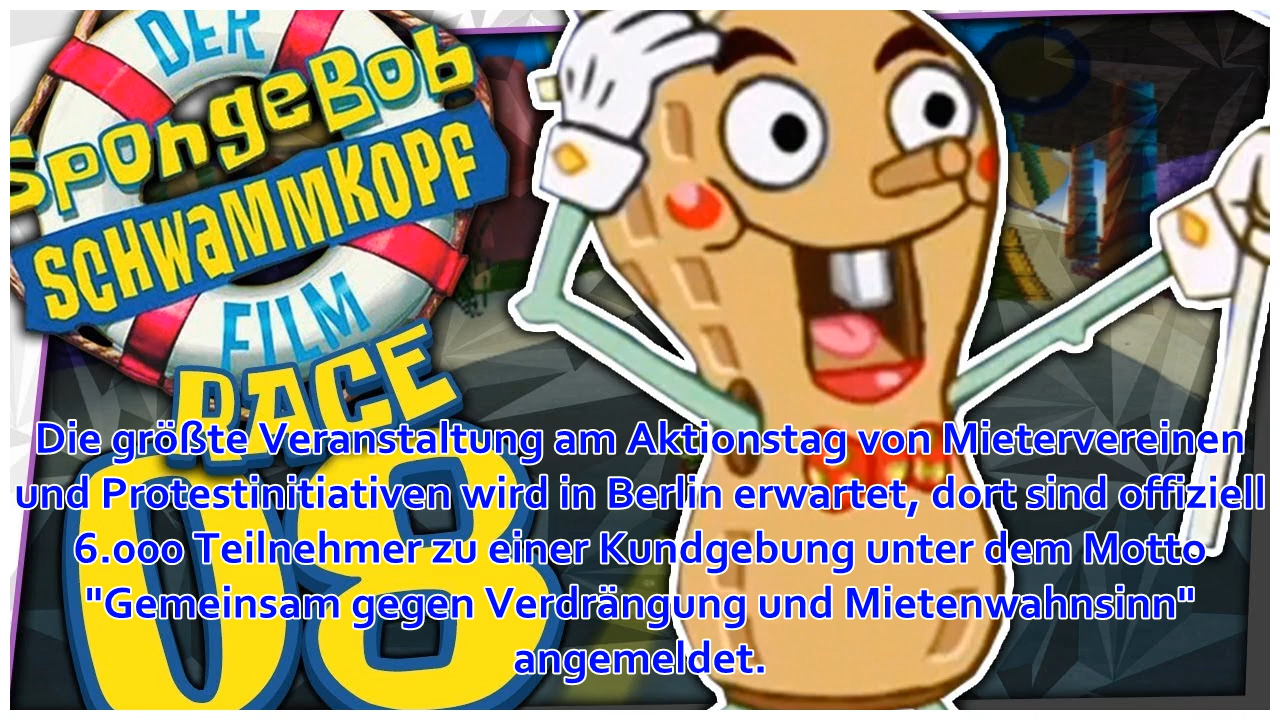 DER
SpongeBob
SCHWaMMKOPF
FILM
RACE
08
Die größte Veranstaltung am Aktionstag von Mietervereinen
und Protestinitiativen wird in Berlin erwartet, dort sind offiziell
6.000 Teilnehmer zu einer Kundgebung unter dem Motto
"Gemeinsam gegen Verdrängung und Mietenwahnsinn"
angemeldet.